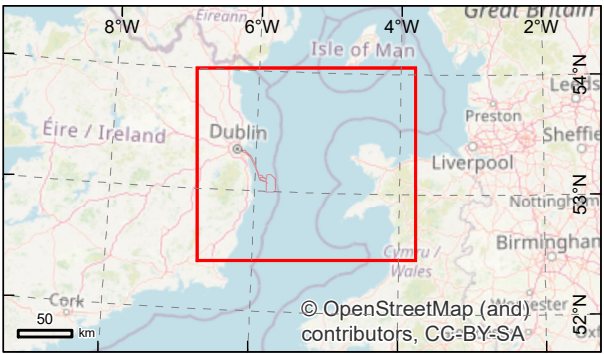 Éireann
Great Britain
8°W
6°W
4°W
2°W
Isle of Man
54°N
Leeds
Preston
Éire / Ireland
Dublin
Sheffie
Liverpool
53°N
Nottingham
Birmingham
Cymru /
Wales
Cork
52°N
50
km
© OpenStreetMap (and)
contributors, CC-BY-SA